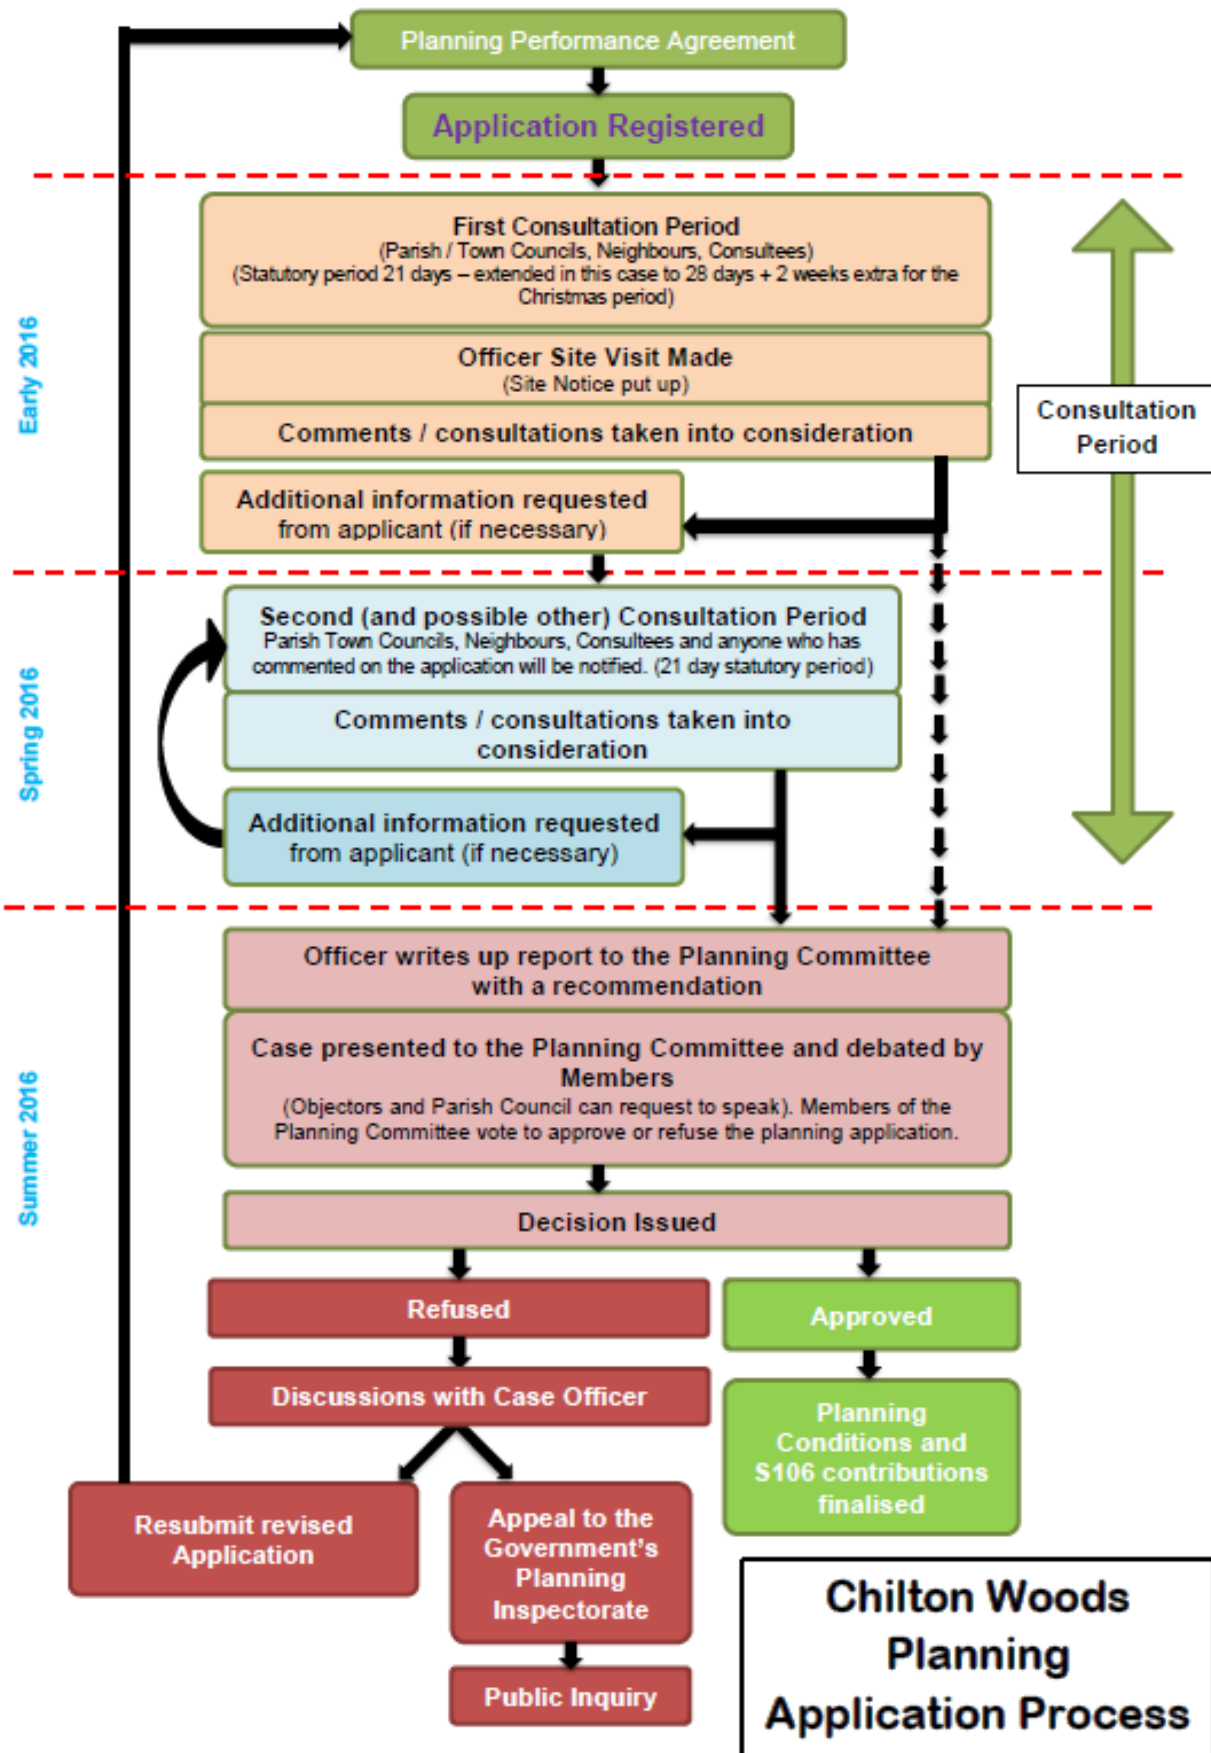 Planning Performance Agreement
Application Registered
Early 2016
First Consultation Period
(Parish / Town Councils, Neighbours, Consultees)
(Statutory period 21 days – extended in this case to 28 days + 2 weeks extra for the
Christmas period)
Officer Site Visit Made
(Site Notice put up)
Comments / consultations taken into consideration
Additional information requested
from applicant (if necessary)
Consultation
Period
Spring 2016
Second (and possible other) Consultation Period
Parish Town Councils, Neighbours, Consultees and anyone who has
commented on the application will be notified. (21 day statutory period)
Comments / consultations taken into
consideration
Additional information requested
from applicant (if necessary)
Summer 2016
Officer writes up report to the Planning Committee
with a recommendation
Case presented to the Planning Committee and debated by
Members
(Objectors and Parish Council can request to speak). Members of the
Planning Committee vote to approve or refuse the planning application.
Decision Issued
Refused
Approved
Discussions with Case Officer
Planning
Conditions and
S106 contributions
finalised
Resubmit revised
Application
Appeal to the
Government's
Planning
Inspectorate
Public Inquiry
Chilton Woods
Planning
Application Process